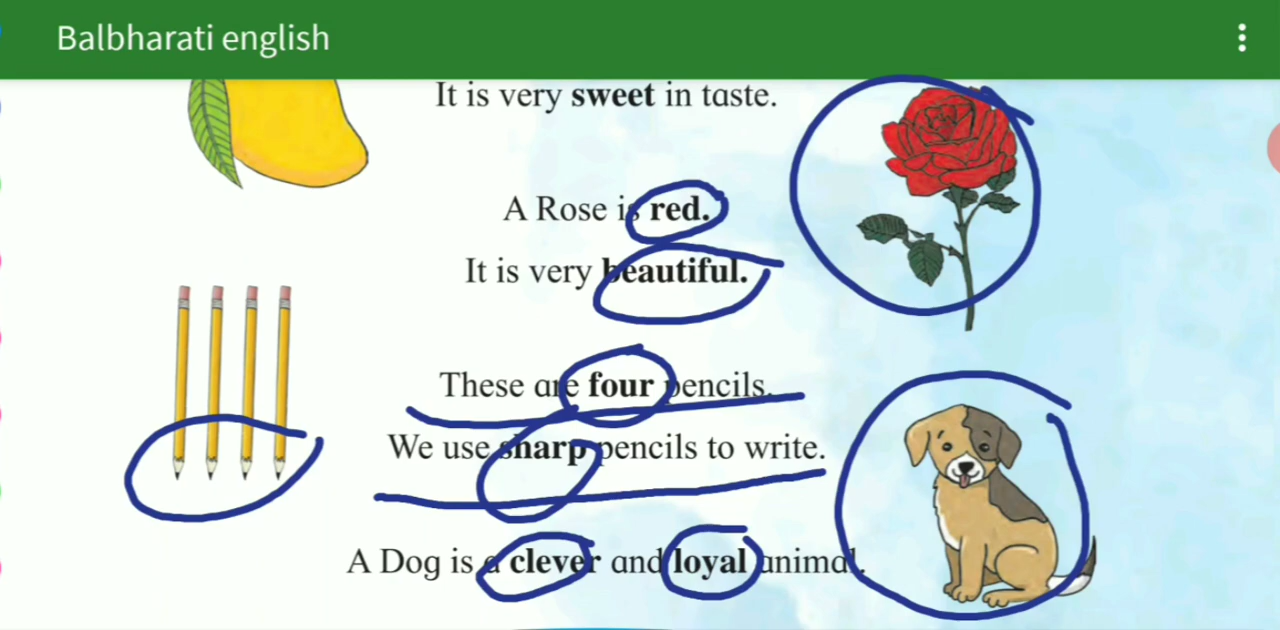 Balbharati english
It is very sweet in taste.
A Rose is red.
It is very beautiful.
These are four pencils.
We use sharp pencils to write.
A Dog is a clever and loyal animal.